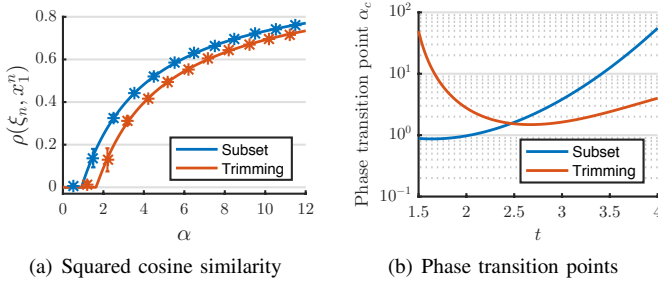 0.8
0.6
0.4
0.2
0
ρ(ξₙ, x₁ⁿ)
Subset
Trimming
0 2 4 6 8 10 12
α
(a) Squared cosine similarity
10²
10¹
10⁰
10⁻¹
Phase transition point α_c
Subset
Trimming
1.5 2 2.5 3 3.5 4
t
(b) Phase transition points